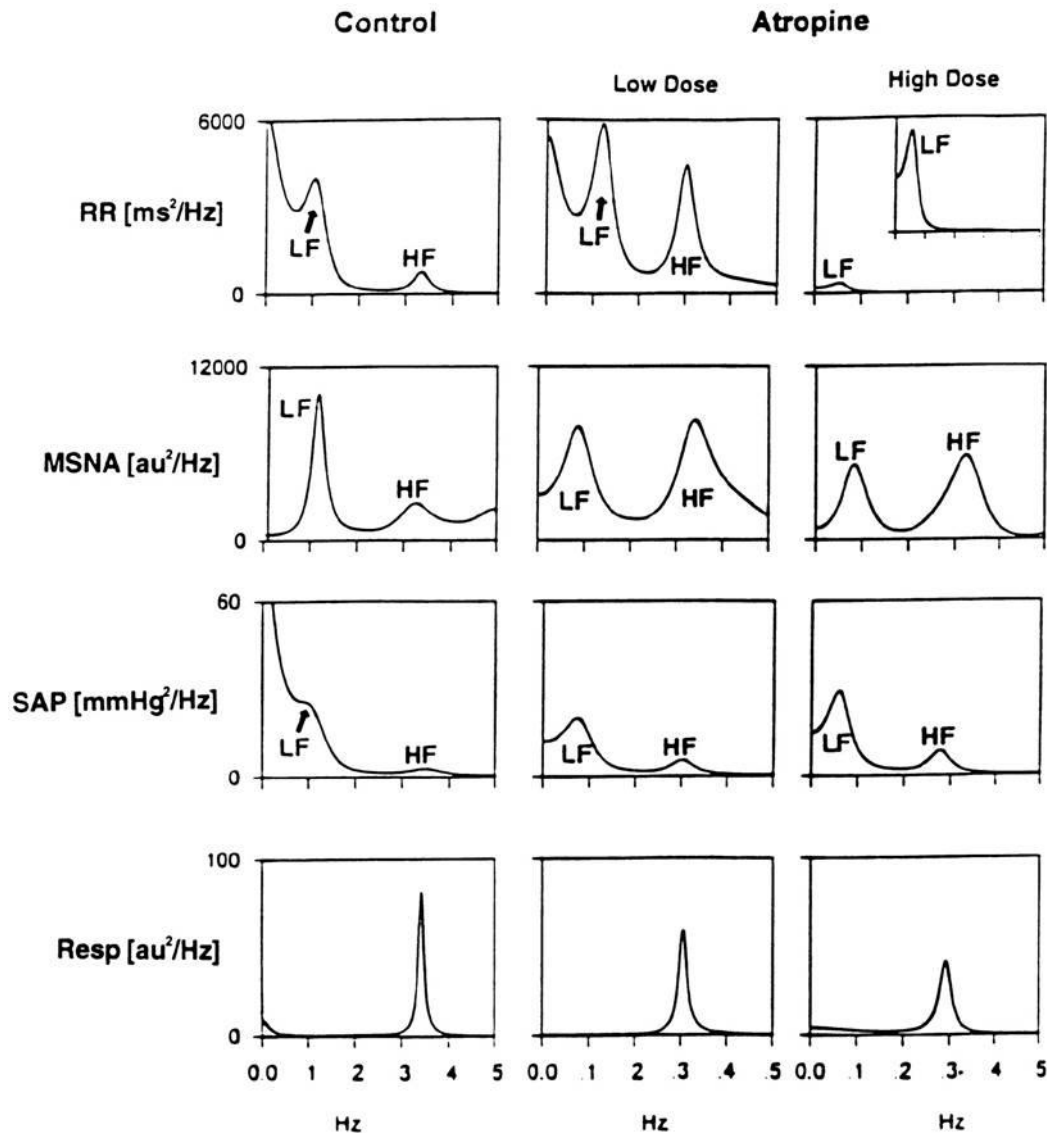 Control
Atropine
Low Dose
High Dose
6000
RR [ms²/Hz]
0
LF
HF
LF
HF
LF
LF
12000
MSNA [au²/Hz]
0
LF
HF
LF
HF
LF
HF
60
SAP [mmHg²/Hz]
0
LF
HF
LF
HF
LF
HF
100
Resp [au²/Hz]
0
0.0 1 2 3 4 5
0.0 .1 .2 .3 .4 .5
0.0 .1 .2 .3 4 5
Hz
Hz
Hz